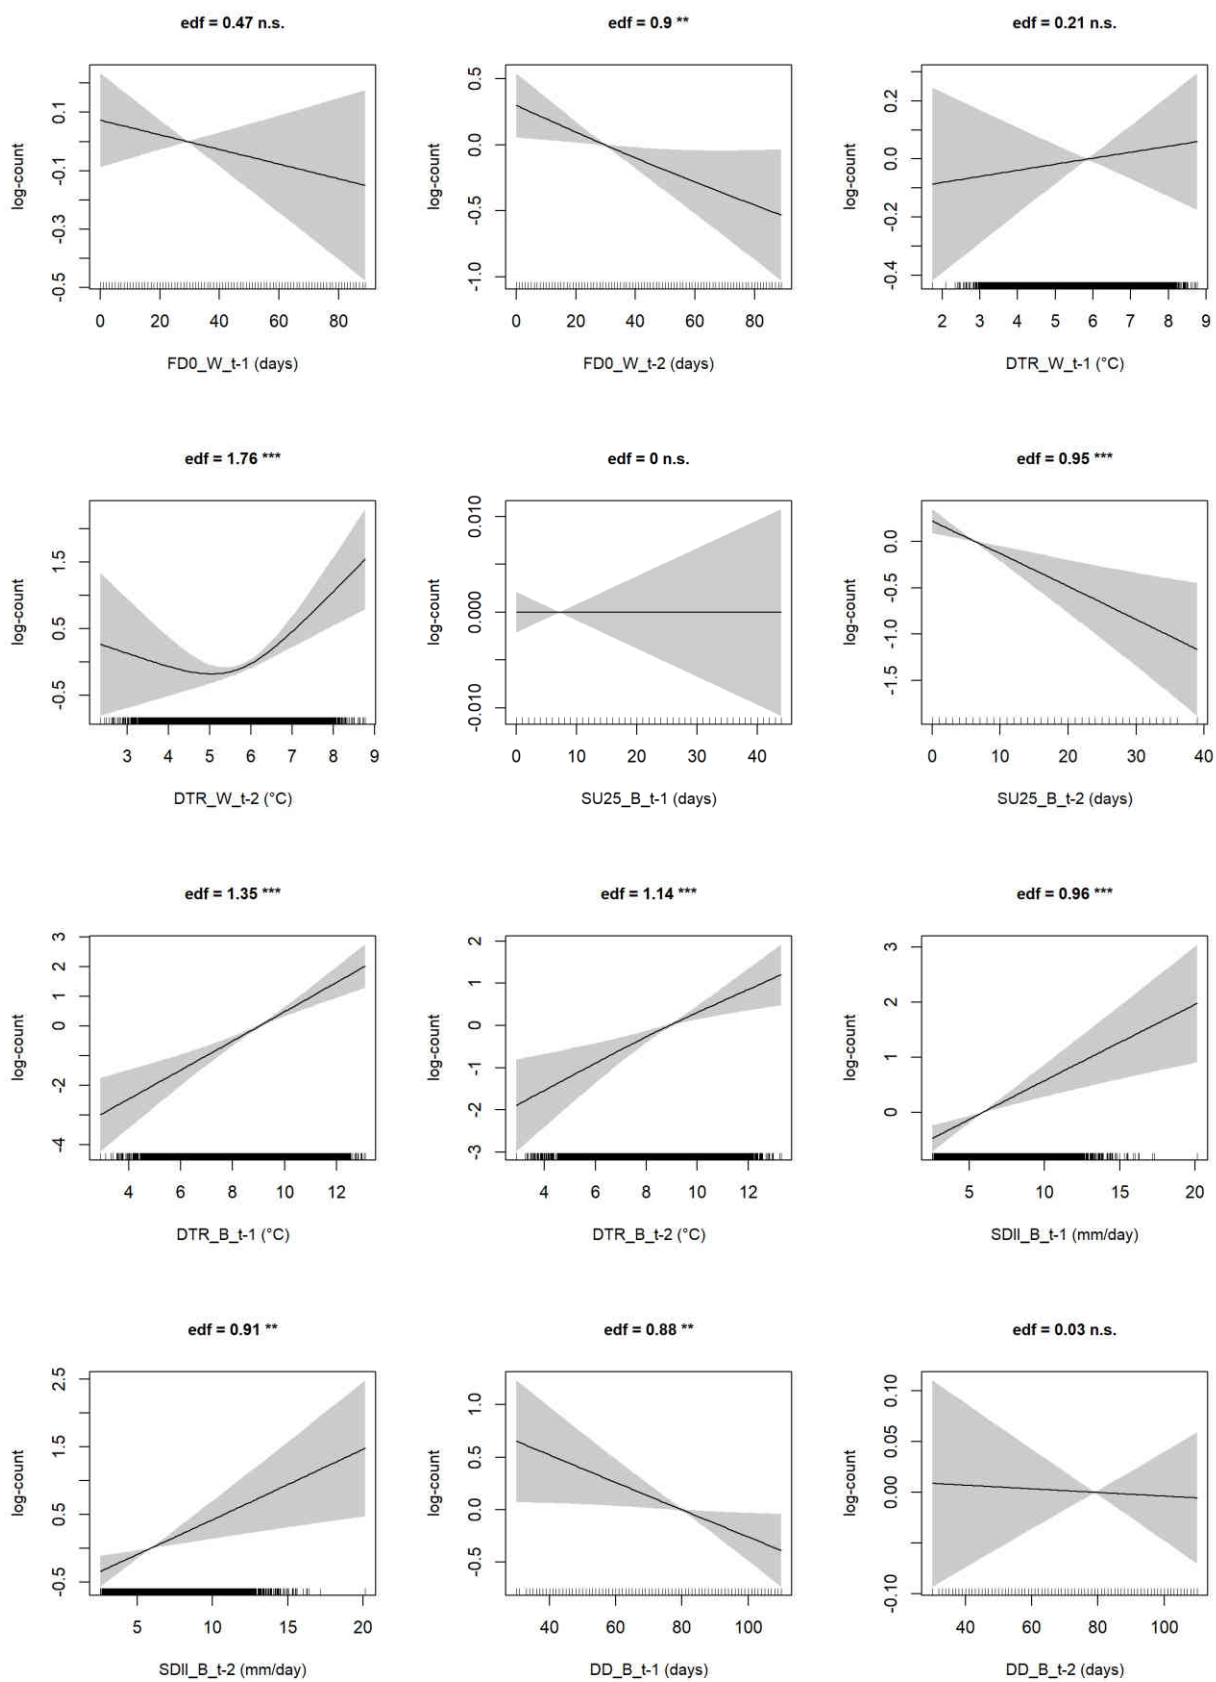 edf = 0.47 n.s.
log-count
-0.5 -0.3 -0.1 0.1
0 20 40 60 80
FD0_W_t-1 (days)
edf = 0.9 **
log-count
-1.0 -0.5 0.0 0.5
0 20 40 60 80
FD0_W_t-2 (days)
edf = 0.21 n.s.
log-count
-0.4 -0.2 0.0 0.2
2 3 4 5 6 7 8 9
DTR_W_t-1 (°C)
edf = 1.76 ***
log-count
-0.5 0.5 1.5
3 4 5 6 7 8 9
DTR_W_t-2 (°C)
edf = 0 n.s.
log-count
-0.010 0.000 0.010
0 10 20 30 40
SU25_B_t-1 (days)
edf = 0.95 ***
log-count
-1.5 -1.0 -0.5 0.0
0 10 20 30 40
SU25_B_t-2 (days)
edf = 1.35 ***
log-count
-4 -2 0 1 2 3
4 6 8 10 12
DTR_B_t-1 (°C)
edf = 1.14 ***
log-count
-3 -2 -1 0 1 2
4 6 8 10 12
DTR_B_t-2 (°C)
edf = 0.96 ***
log-count
0 1 2 3
5 10 15 20
SDII_B_t-1 (mm/day)
edf = 0.91 **
log-count
-0.5 0.5 1.5 2.5
5 10 15 20
SDII_B_t-2 (mm/day)
edf = 0.88 **
log-count
-0.5 0.0 0.5 1.0
40 60 80 100
DD_B_t-1 (days)
edf = 0.03 n.s.
log-count
-0.10 0.00 0.05 0.10
40 60 80 100
DD_B_t-2 (days)